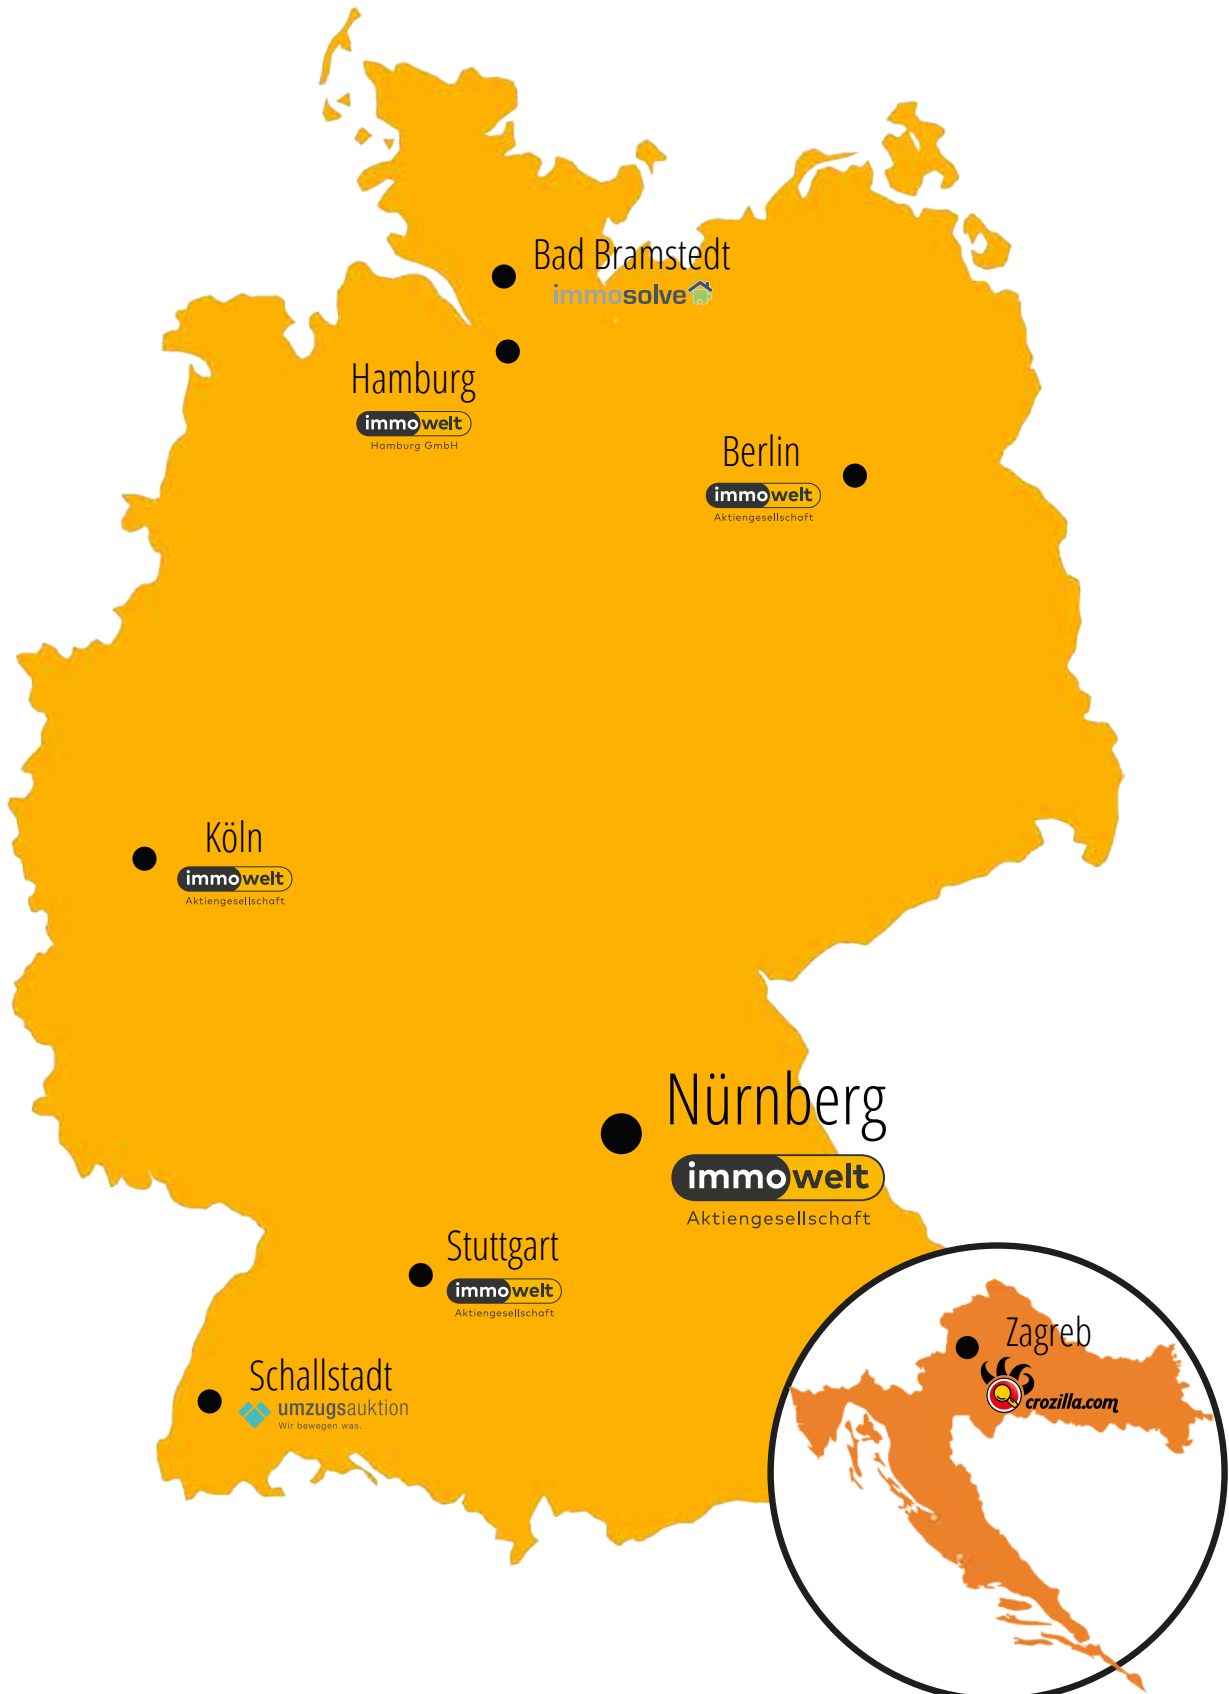 Bad Bramstedt
immosolve
Hamburg
immowelt
Hamburg GmbH
Berlin
immowelt
Aktiengesellschaft
Köln
immowelt
Aktiengesellschaft
Nürnberg
immowelt
Aktiengesellschaft
Stuttgart
immowelt
Aktiengesellschaft
Schallstadt
umzugsauktion
Wir bewegen was.
Zagreb
crozilla.com